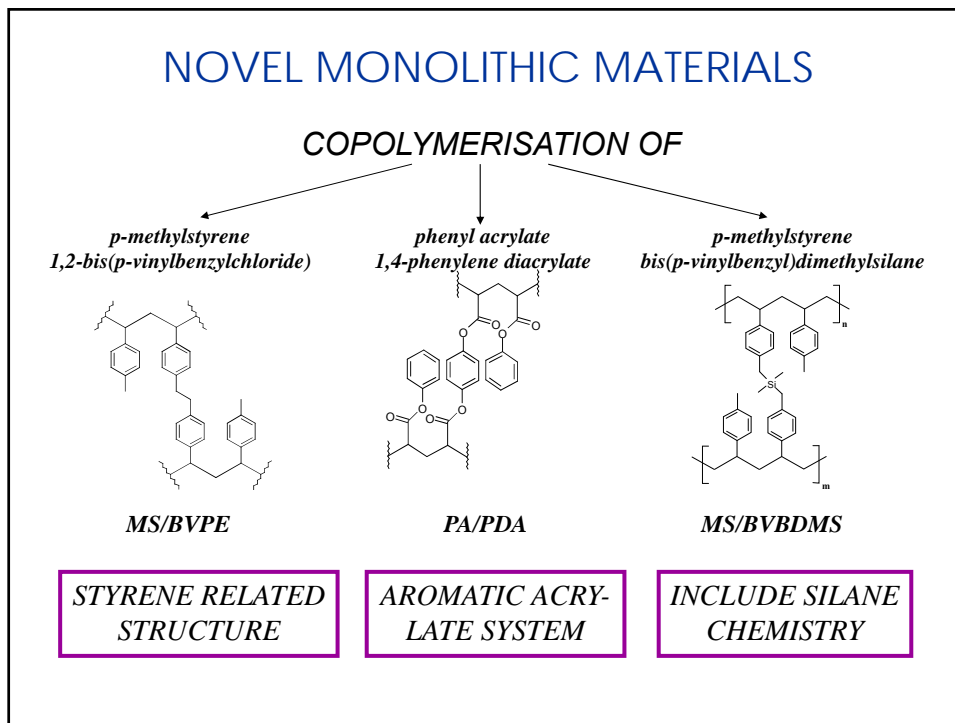 NOVEL MONOLITHIC MATERIALS
COPOLYMERISATION OF
p-methylstyrene
1,2-bis(p-vinylbenzylchloride)
phenyl acrylate
1,4-phenylene diacrylate
p-methylstyrene
bis(p-vinylbenzyl)dimethylsilane
O
O
O
O
O
O
O
O
n
Si
m
MS/BVPE
PA/PDA
MS/BVBDMS
STYRENE RELATED
STRUCTURE
AROMATIC ACRY-
LATE SYSTEM
INCLUDE SILANE
CHEMISTRY